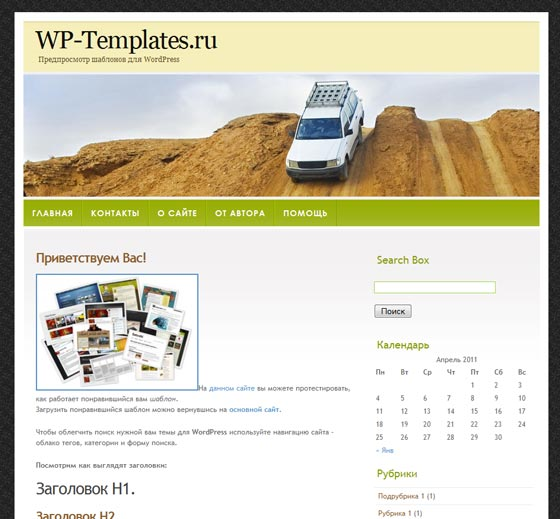 WP-Templates.ru
Предпросмотр шаблонов для WordPress
ГЛАВНАЯ КОНТАКТЫ О САЙТЕ ОТ АВТОРА ПОМОЩЬ
Приветствуем Вас!
На данном сайте вы можете протестировать,
как работает понравившийся вам шаблон.
Загрузить понравившийся шаблон можно вернувшись на основной сайт.
Чтобы облегчить поиск нужной вам темы для WordPress используйте навигацию сайта -
облако тегов, категории и форму поиска.
Посмотрим как выглядят заголовки:
Заголовок H1.
Заголовок H2
Search Box
Поиск
Календарь
Апрель 2011
Пн Вт Ср Чт Пт Сб Вс
1 2 3
4 5 6 7 8 9 10
11 12 13 14 15 16 17
18 19 20 21 22 23 24
25 26 27 28 29 30
« Янв
Рубрики
Подрубрика 1 (1)
Рубрика 1 (1)